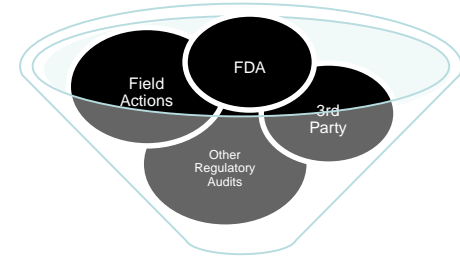 FDA
Field
Actions
3rd
Party
Other
Regulatory
Audits